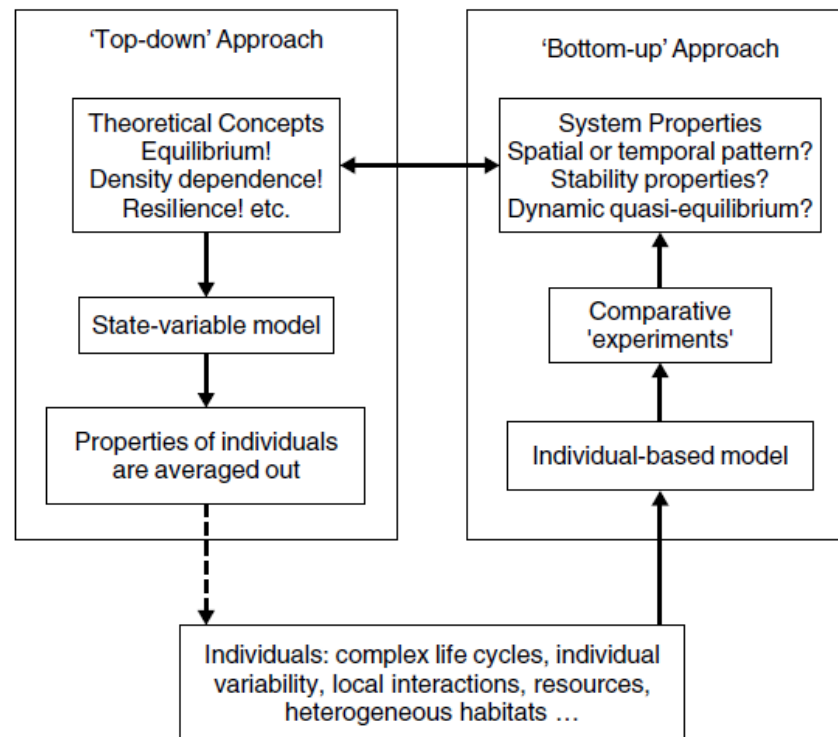 ‘Top-down’ Approach
Theoretical Concepts
Equilibrium!
Density dependence!
Resilience! etc.
State-variable model
Properties of individuals
are averaged out
‘Bottom-up’ Approach
System Properties
Spatial or temporal pattern?
Stability properties?
Dynamic quasi-equilibrium?
Comparative
'experiments'
Individual-based model
Individuals: complex life cycles, individual
variability, local interactions, resources,
heterogeneous habitats ...